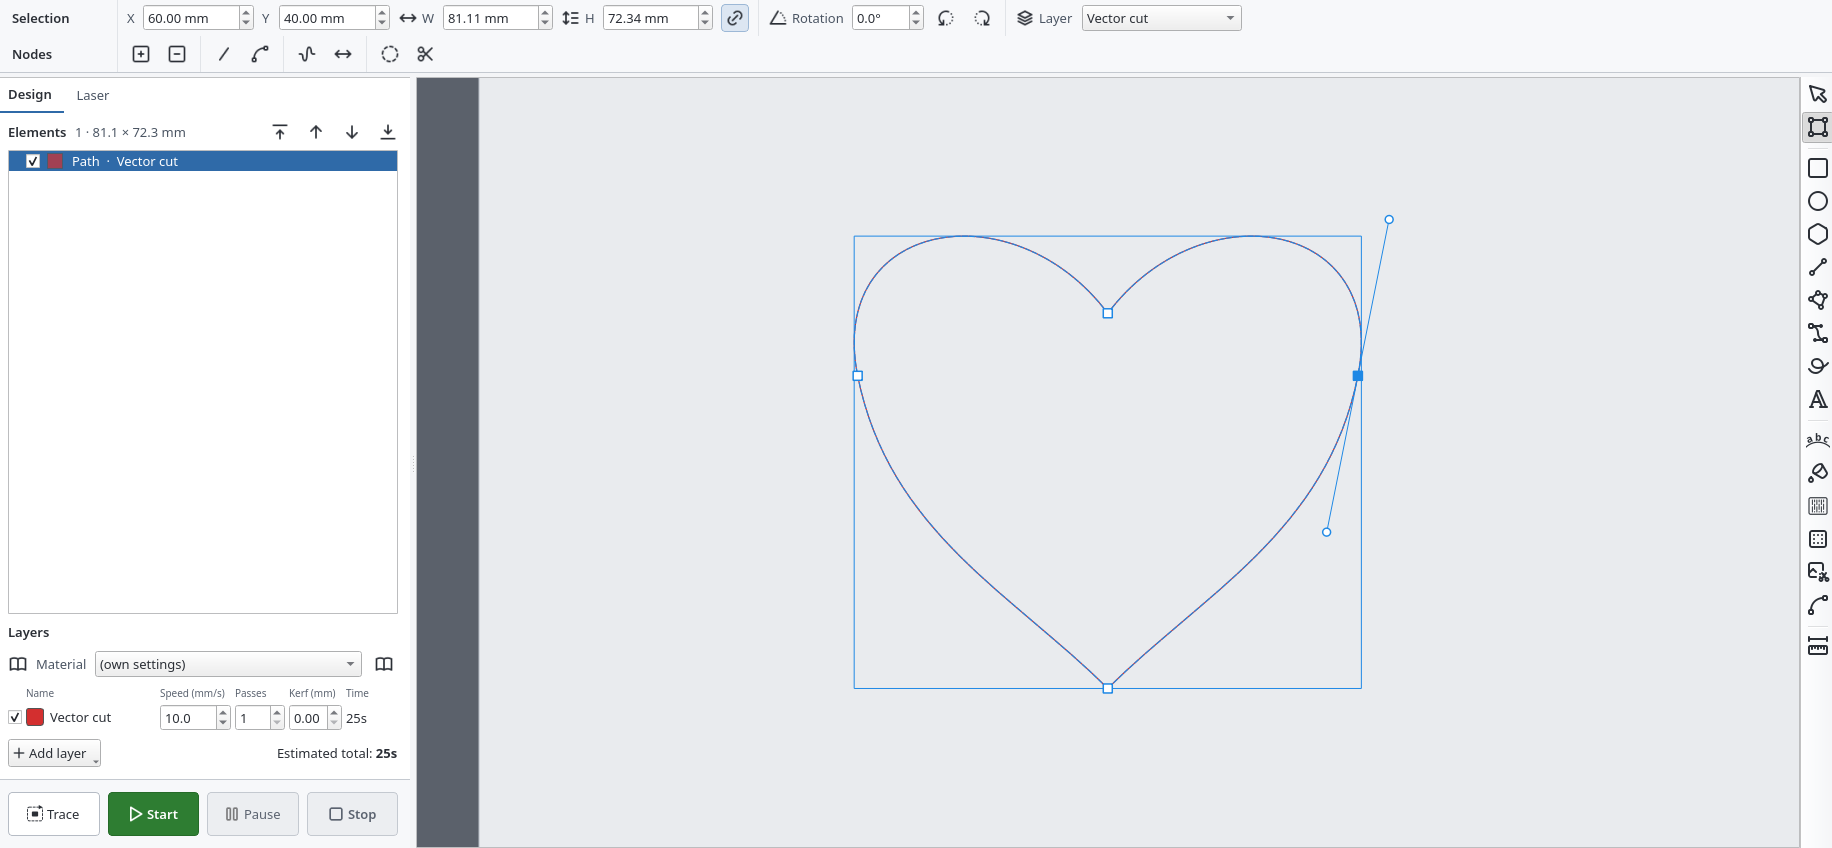 Selection X 60.00 mm Y 40.00 mm W 81.11 mm H 72.34 mm Rotation 0.0° Layer Vector cut
Nodes
Design Laser
Elements 1 · 81.1 × 72.3 mm
Path · Vector cut
Layers
Material (own settings)
Name Speed (mm/s) Passes Kerf (mm) Time
Vector cut 10.0 1 0.00 25s
Add layer Estimated total: 25s
Trace Start Pause Stop
A
abc